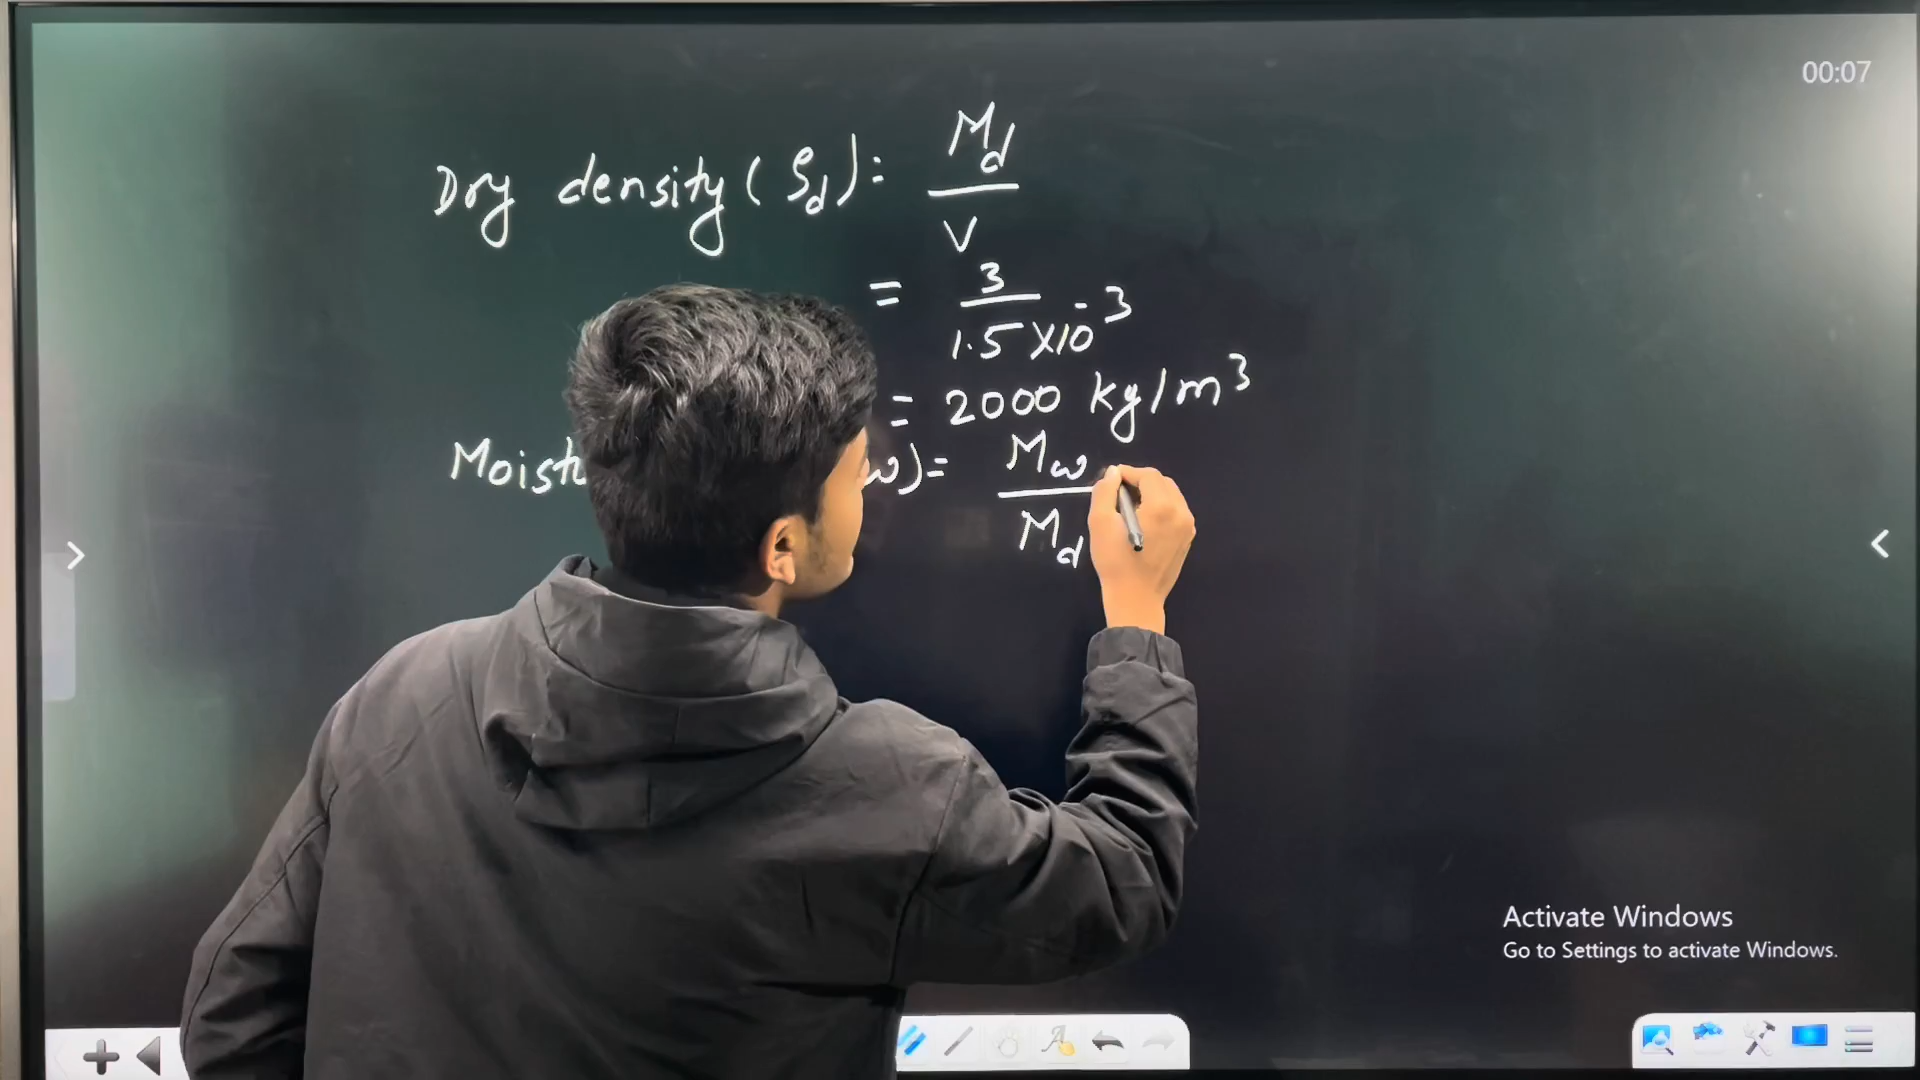 00:07
Dry density (ρd): Md/V
= 3/1.5×10^-3
= 2000 kg/m³
w) = Mw/Md
Activate Windows
Go to Settings to activate Windows.